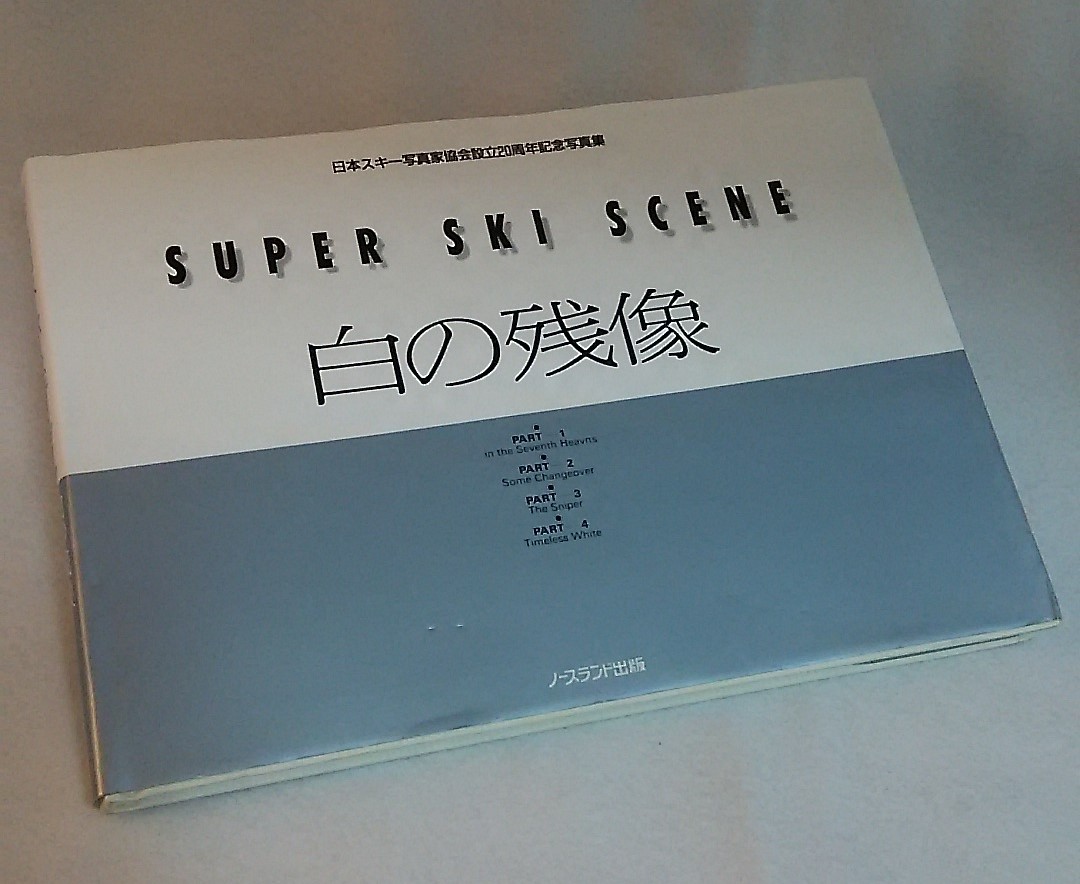 日本スキー写真家協会設立20周年記念写真集
SUPER SKI SCENE
白の残像
PART 1
in the Seventh Heavns
PART 2
Some Changeover
PART 3
The Sniper
PART 4
Timeless White
ノースランド出版